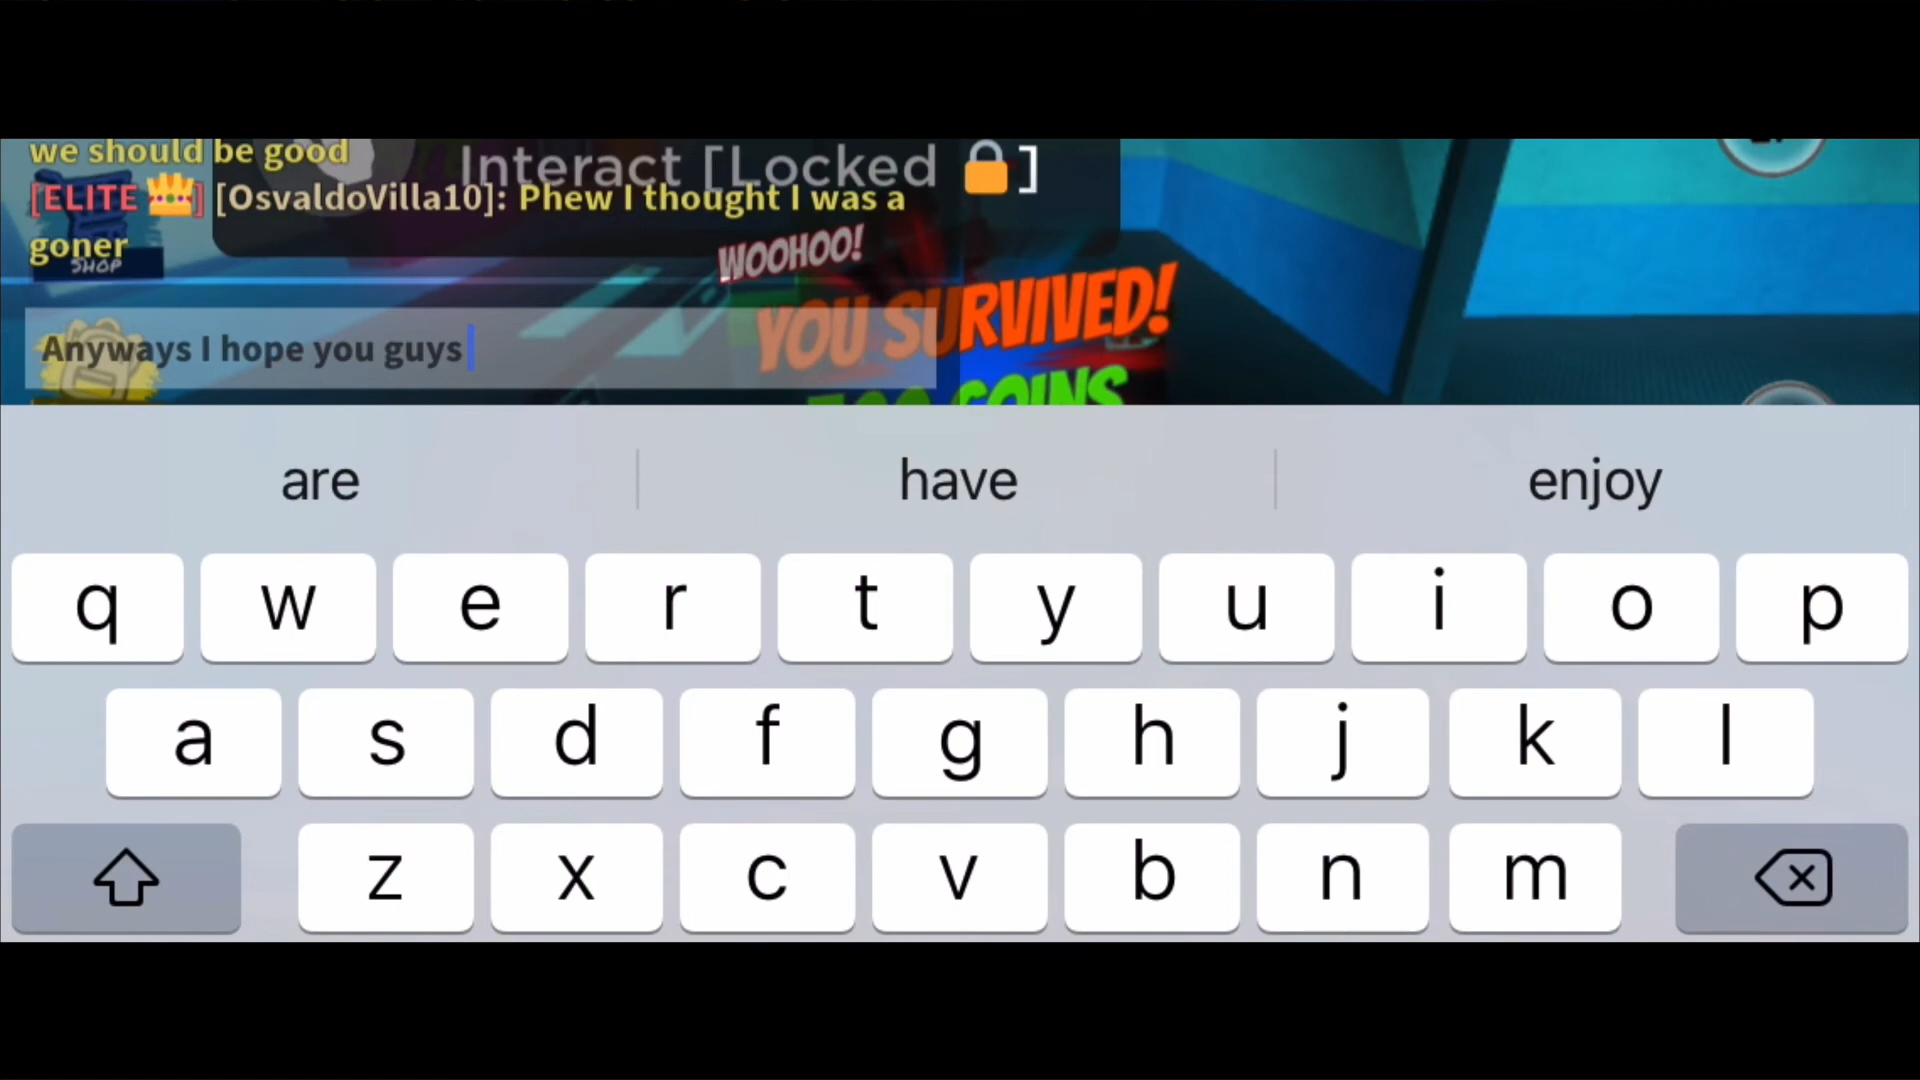 we should be good
Interact [Locked 🔒]
[ELITE 👑] [OsvaldoVilla10]: Phew I thought I was a
goner
SHOP
WOOHOO!
YOU SURVIVED!
COINS
Anyways I hope you guys
are have enjoy
q w e r t y u i o p
a s d f g h j k l
z x c v b n m